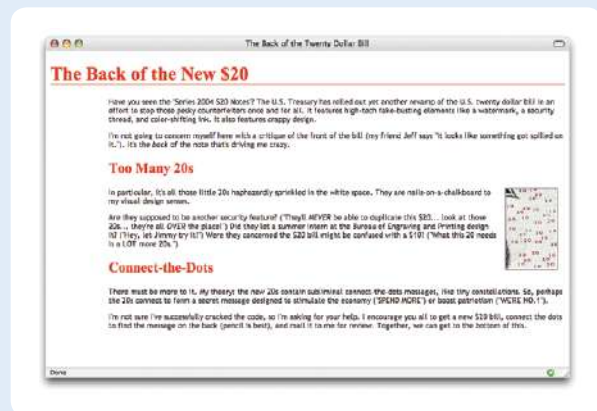 The Back of the Twenty Dollar Bill
The Back of the New $20
Have you seen the "Series 2004 $20 Notes"? The U.S. Treasury has rolled out yet another revamp of the U.S. twenty dollar bill in an
effort to stop those pesky counterfeiters once and for all. It features high-tech fake-busting elements like a watermark, a security
thread, and color-shifting ink. It also features crappy design.
I'm not going to concern myself here with a critique of the front of the bill (my friend Jeff says "it looks like something got spilled on
it."). It's the back of the note that's driving me crazy.
Too Many 20s
In particular, it's all those little 20s haphazardly sprinkled in the white space. They are nails-on-a-chalkboard to
my visual design senses.
Are they supposed to be another security feature? ("They'll NEVER be able to duplicate this $20... look at those
20s... they're all OVER the place!") Did they let a summer intern at the Bureau of Engraving and Printing design
it? ("Hey, let Jimmy try it!") Were they concerned the $20 bill might be confused with a $10? ("What this 20 needs
is a LOT more 20s.")
Connect-the-Dots
There must be more to it. My theory: the new 20s contain subliminal connect-the-dots messages, like tiny constellations. So, perhaps
the 20s connect to form a secret message designed to stimulate the economy ("SPEND MORE") or boost patriotism ("WERE NO.1").
I'm not sure I've successfully cracked the code, so I'm asking for your help. I encourage you all to get a new $20 bill, connect the dots
to find the message on the back (pencil is best), and mail it to me for review. Together, we can get to the bottom of this.
Done